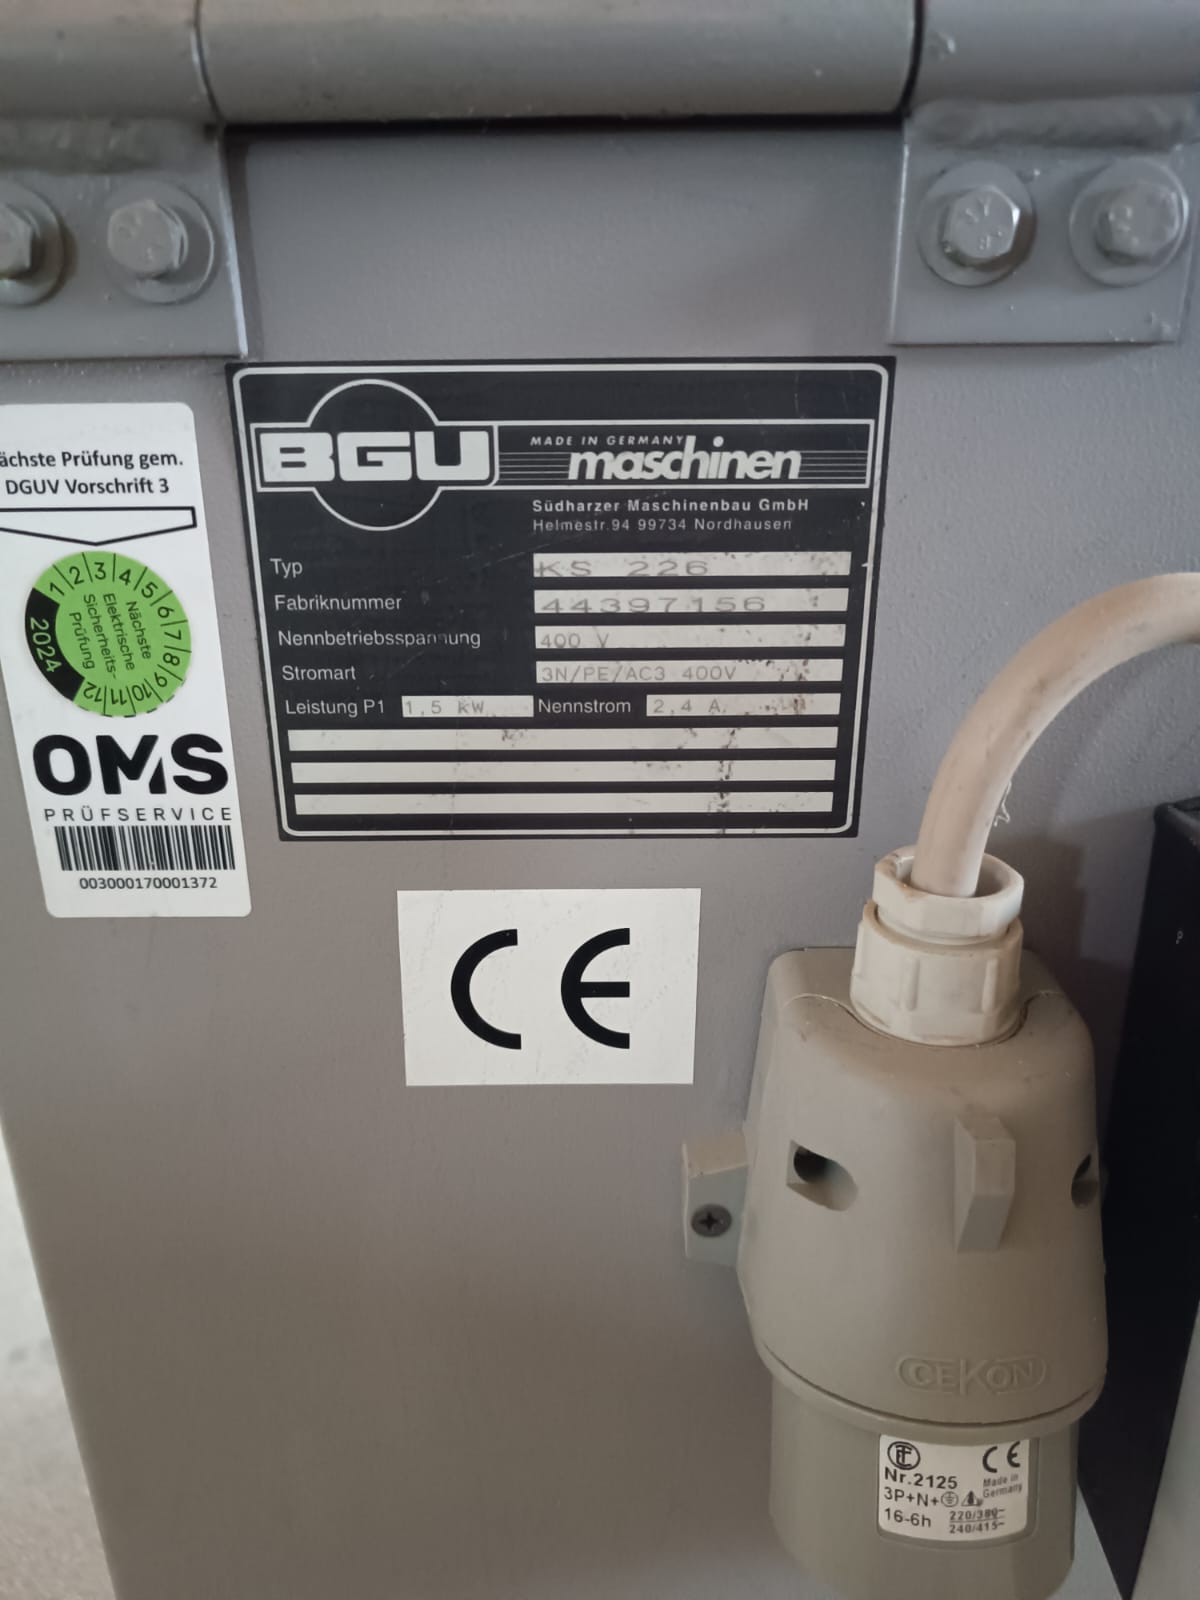 BGU
MADE IN GERMANY
maschinen
Südharzer Maschinenbau GmbH
Helmestr.94 99734 Nordhausen
Typ KS 226
Fabriknummer 44397156
Nennbetriebsspannung 400 V
Stromart 3N/PE/AC3 400V
Leistung P1 1,5 KW Nennstrom 2,4 A
ächste Prüfung gem.
DGUV Vorschrift 3
1 2 3 4 5 6 7 8 9 10 11 12
Nächste
Elektrische
Sicherheits-
Prüfung
2024
OMS
PRÜFSERVICE
003000170001372
CE
CEKON
CE
Nr.2125
Made in
Germany
3P+N+
16-6h
220/380~
240/415~